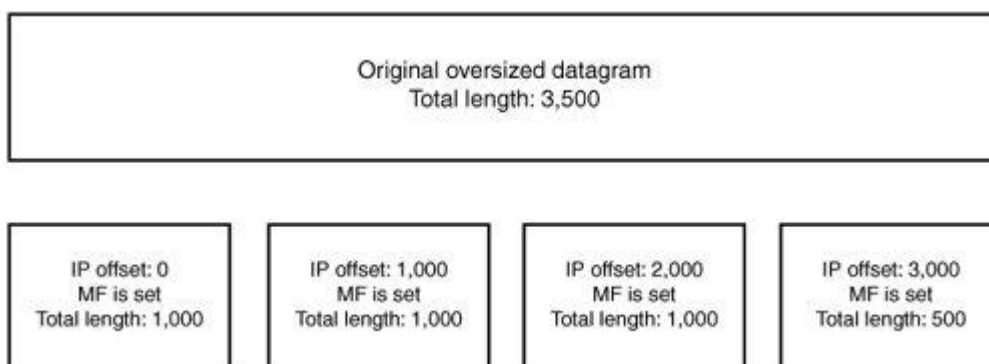 Original oversized datagram
Total length: 3,500
IP offset: 0
MF is set
Total length: 1,000
IP offset: 1,000
MF is set
Total length: 1,000
IP offset: 2,000
MF is set
Total length: 1,000
IP offset: 3,000
MF is set
Total length: 500